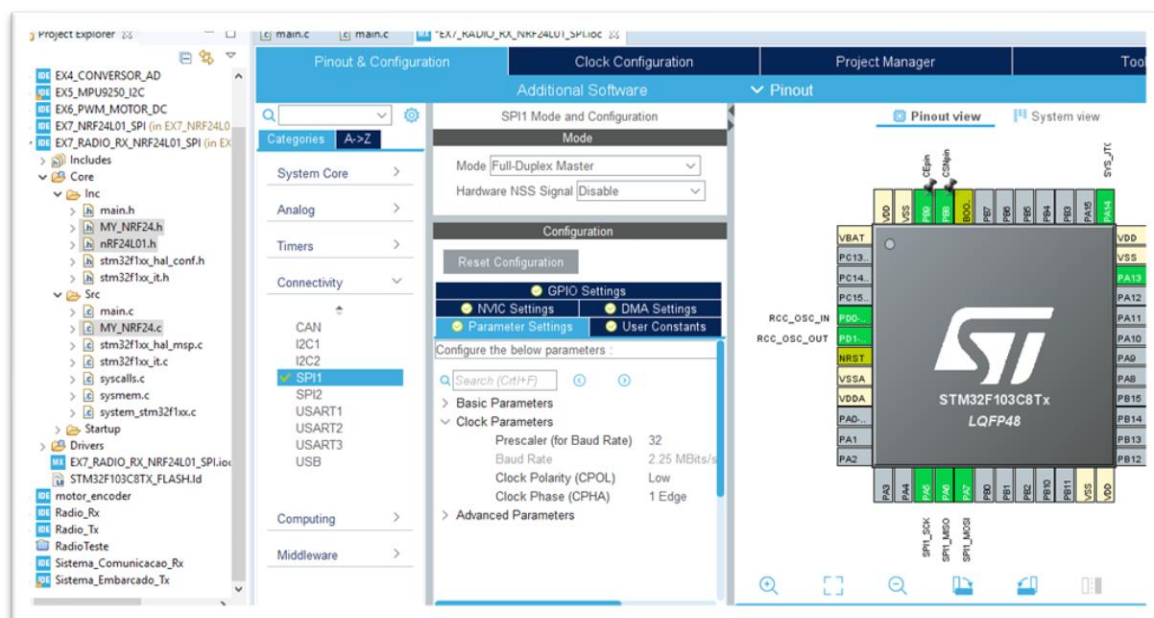 Project Explorer
main.c
main.c
*EX7_RADIO_RX_NRF24L01_SPI.ioc
EX4_CONVERSOR_AD
EX5_MPU9250_I2C
EX6_PWM_MOTOR_DC
EX7_NRF24L01_SPI (in EX7_NRF24L0
EX7_RADIO_RX_NRF24L01_SPI (in EX
Includes
Core
Inc
main.h
MY_NRF24.h
nRF24L01.h
stm32f1xx_hal_conf.h
stm32f1xx_it.h
Src
main.c
MY_NRF24.c
stm32f1xx_hal_msp.c
stm32f1xx_it.c
syscalls.c
sysmem.c
system_stm32f1xx.c
Startup
Drivers
EX7_RADIO_RX_NRF24L01_SPI.ioc
STM32F103C8TX_FLASH.ld
motor_encoder
Radio_Rx
Radio_Tx
RadioTeste
Sistema_Comunicacao_Rx
Sistema_Embarcado_Tx
Pinout & Configuration
Clock Configuration
Project Manager
Tool
Additional Software
Pinout
Categories
A->Z
System Core
Analog
Timers
Connectivity
CAN
I2C1
I2C2
SPI1
SPI2
USART1
USART2
USART3
USB
Computing
Middleware
SPI1 Mode and Configuration
Mode
Mode Full-Duplex Master
Hardware NSS Signal Disable
Configuration
Reset Configuration
GPIO Settings
NVIC Settings
DMA Settings
Parameter Settings
User Constants
Configure the below parameters :
Search (Crtl+F)
Basic Parameters
Clock Parameters
Prescaler (for Baud Rate) 32
Baud Rate 2.25 MBits/s
Clock Polarity (CPOL) Low
Clock Phase (CPHA) 1 Edge
Advanced Parameters
Pinout view
System view
CEpin
CSNpin
SYS_JTC
VDD
VSS
PB9
PB8
BOO..
PB7
PB6
PB5
PB4
PB3
PA15
PA14
VBAT
PC13..
PC14..
PC15..
RCC_OSC_IN
PD0-..
RCC_OSC_OUT
PD1-..
NRST
VSSA
VDDA
PA0-..
PA1
PA2
STM32F103C8Tx
LQFP48
VDD
VSS
PA13
PA12
PA11
PA10
PA9
PA8
PB15
PB14
PB13
PB12
PA3
PA4
PA5
PA6
PA7
PB0
PB1
PB2
PB10
PB11
VSS
VDD
SPI1_SCK
SPI1_MISO
SPI1_MOSI